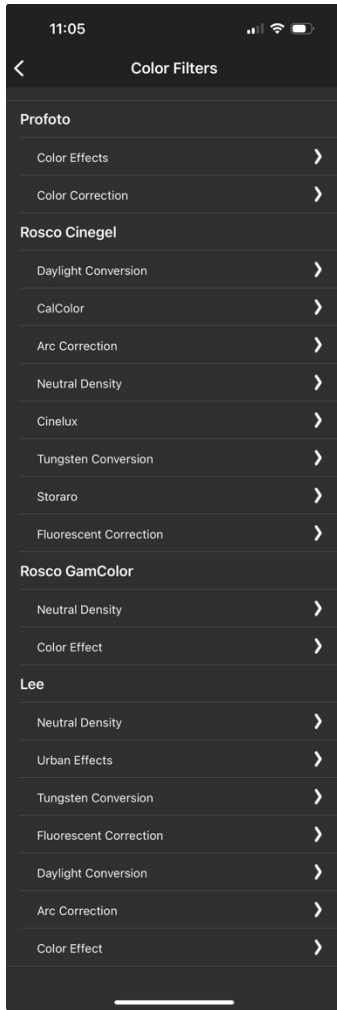 11:05
Color Filters
Profoto
Color Effects
Color Correction
Rosco Cinegel
Daylight Conversion
CalColor
Arc Correction
Neutral Density
Cinelux
Tungsten Conversion
Storaro
Fluorescent Correction
Rosco GamColor
Neutral Density
Color Effect
Lee
Neutral Density
Urban Effects
Tungsten Conversion
Fluorescent Correction
Daylight Conversion
Arc Correction
Color Effect